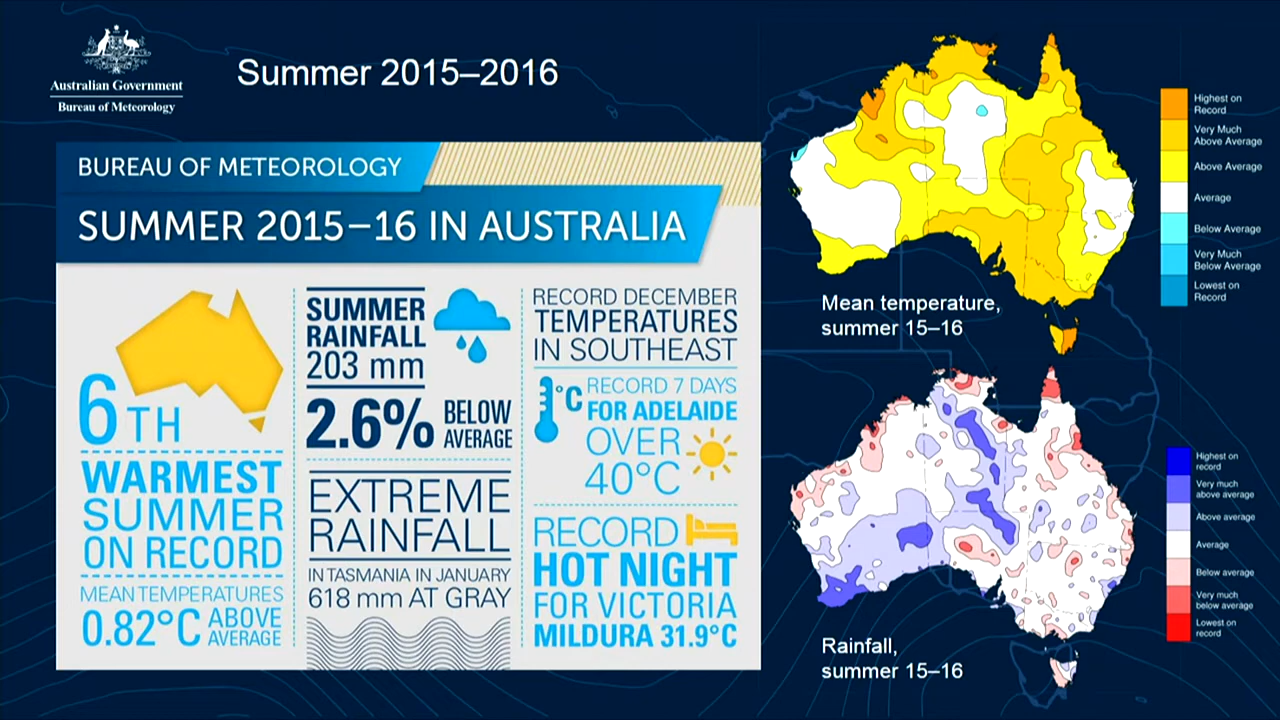 Australian Government
Bureau of Meteorology
Summer 2015–2016
BUREAU OF METEOROLOGY
SUMMER 2015–16 IN AUSTRALIA
6TH
WARMEST
SUMMER
ON RECORD
MEAN TEMPERATURES
0.82°C ABOVE
AVERAGE
SUMMER
RAINFALL
203 mm
2.6% BELOW
AVERAGE
EXTREME
RAINFALL
IN TASMANIA IN JANUARY
618 mm AT GRAY
RECORD DECEMBER
TEMPERATURES
IN SOUTHEAST
°C RECORD 7 DAYS
FOR ADELAIDE
OVER
40°C
RECORD
HOT NIGHT
FOR VICTORIA
MILDURA 31.9°C
Mean temperature,
summer 15–16
Highest on
Record
Very Much
Above Average
Above Average
Average
Below Average
Very Much
Below Average
Lowest on
Record
Rainfall,
summer 15–16
Highest on
record
Very much
above average
Above average
Average
Below average
Very much
below average
Lowest on
record